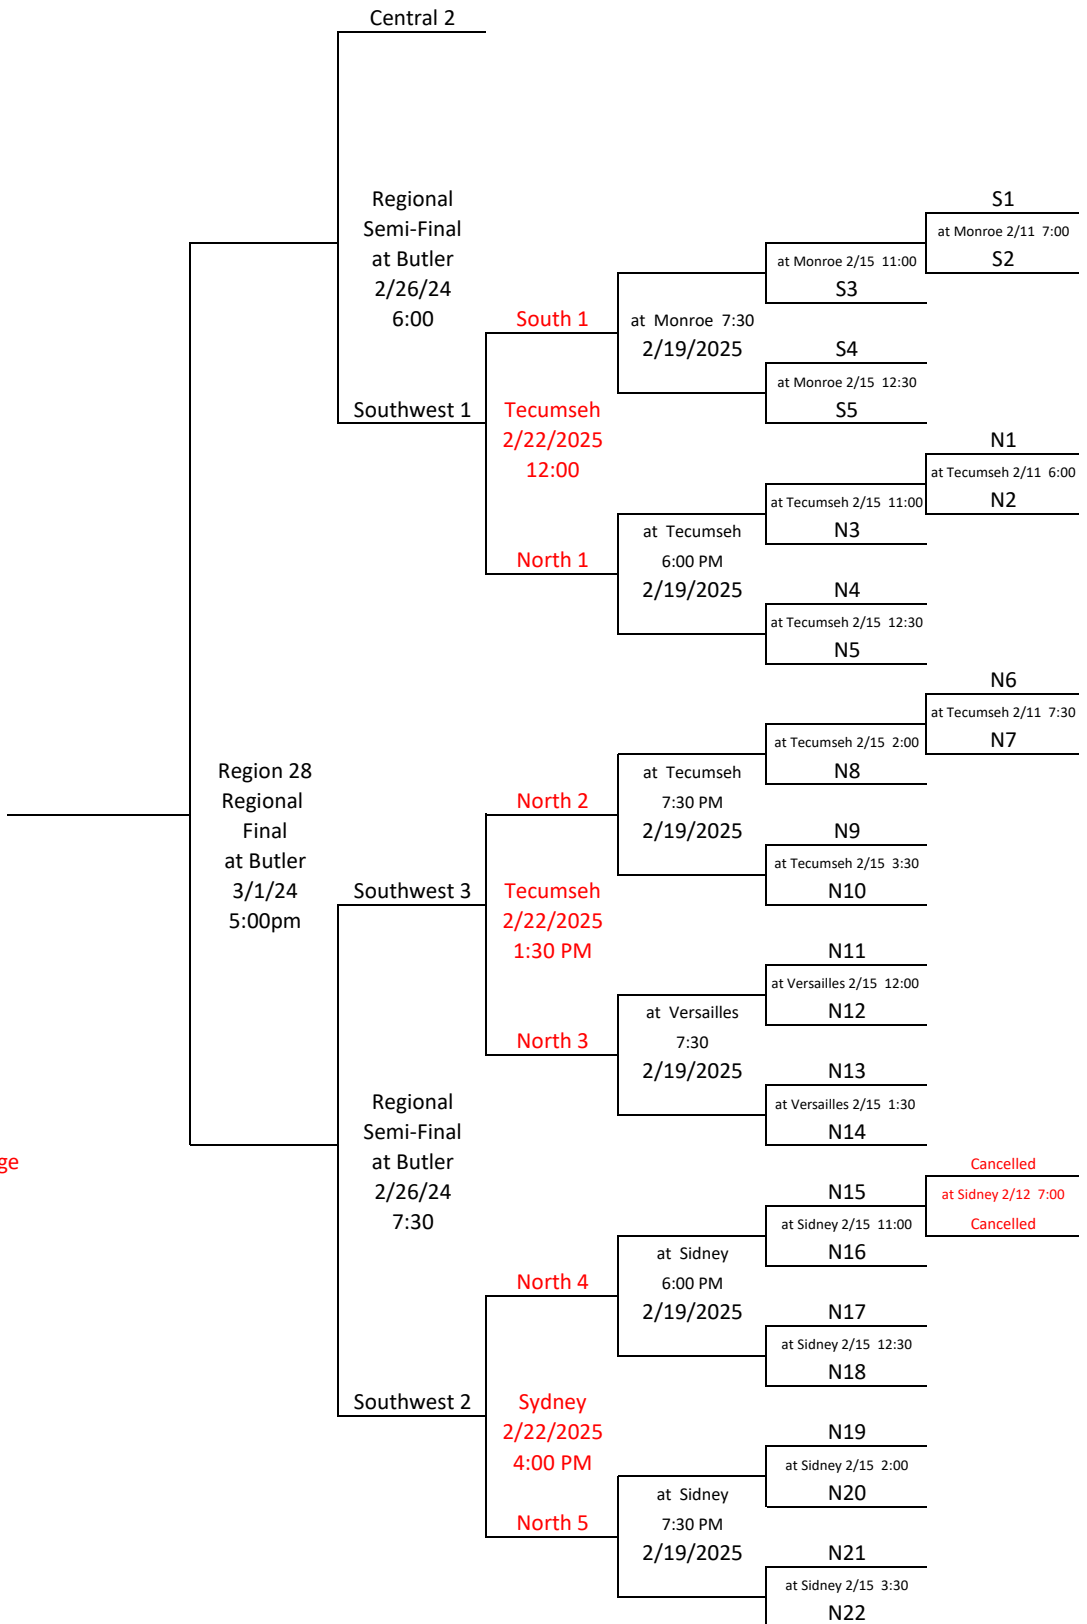 Central 2
Regional
Semi-Final
at Butler
2/26/24
6:00
Southwest 1
South 1
Tecumseh
2/22/2025
12:00
North 1
at Monroe 7:30
2/19/2025
at Tecumseh
6:00 PM
2/19/2025
S1
at Monroe 2/11 7:00
S2
at Monroe 2/15 11:00
S3
S4
at Monroe 2/15 12:30
S5
N1
at Tecumseh 2/11 6:00
N2
at Tecumseh 2/15 11:00
N3
N4
at Tecumseh 2/15 12:30
N5
Region 28
Regional
Final
at Butler
3/1/24
5:00pm
Southwest 3
North 2
Tecumseh
2/22/2025
1:30 PM
North 3
at Tecumseh
7:30 PM
2/19/2025
at Versailles
7:30
2/19/2025
N6
at Tecumseh 2/11 7:30
N7
at Tecumseh 2/15 2:00
N8
N9
at Tecumseh 2/15 3:30
N10
N11
at Versailles 2/15 12:00
N12
N13
at Versailles 2/15 1:30
N14
ge
Regional
Semi-Final
at Butler
2/26/24
7:30
Southwest 2
North 4
Sydney
2/22/2025
4:00 PM
North 5
at Sidney
6:00 PM
2/19/2025
at Sidney
7:30 PM
2/19/2025
Cancelled
at Sidney 2/12 7:00
Cancelled
N15
at Sidney 2/15 11:00
N16
N17
at Sidney 2/15 12:30
N18
N19
at Sidney 2/15 2:00
N20
N21
at Sidney 2/15 3:30
N22